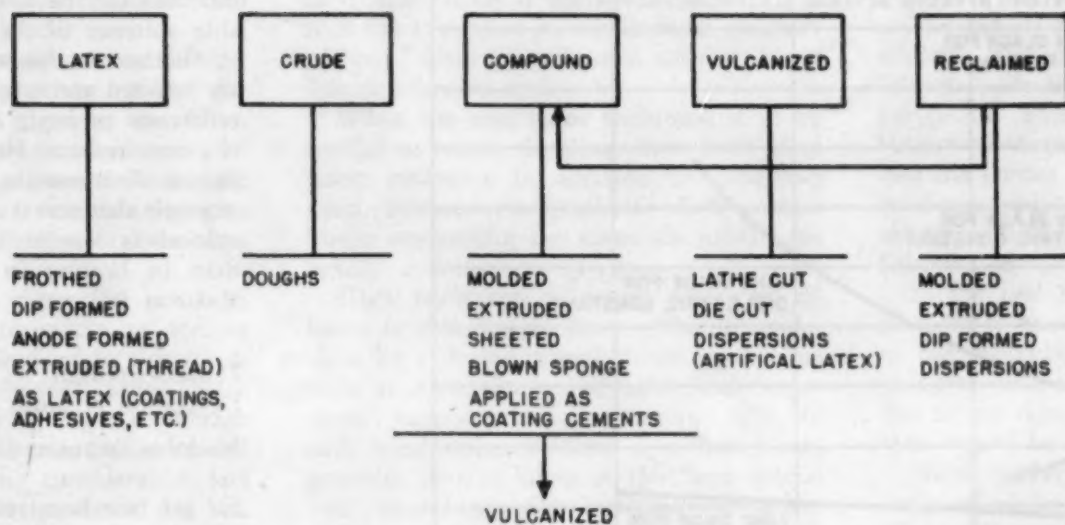 LATEX
CRUDE
COMPOUND
VULCANIZED
RECLAIMED
FROTHED
DIP FORMED
ANODE FORMED
EXTRUDED (THREAD)
AS LATEX (COATINGS,
ADHESIVES, ETC.)
DOUGHS
MOLDED
EXTRUDED
SHEETED
BLOWN SPONGE
APPLIED AS
COATING CEMENTS
LATHE CUT
DIE CUT
DISPERSIONS
(ARTIFICAL LATEX)
MOLDED
EXTRUDED
DIP FORMED
DISPERSIONS
VULCANIZED